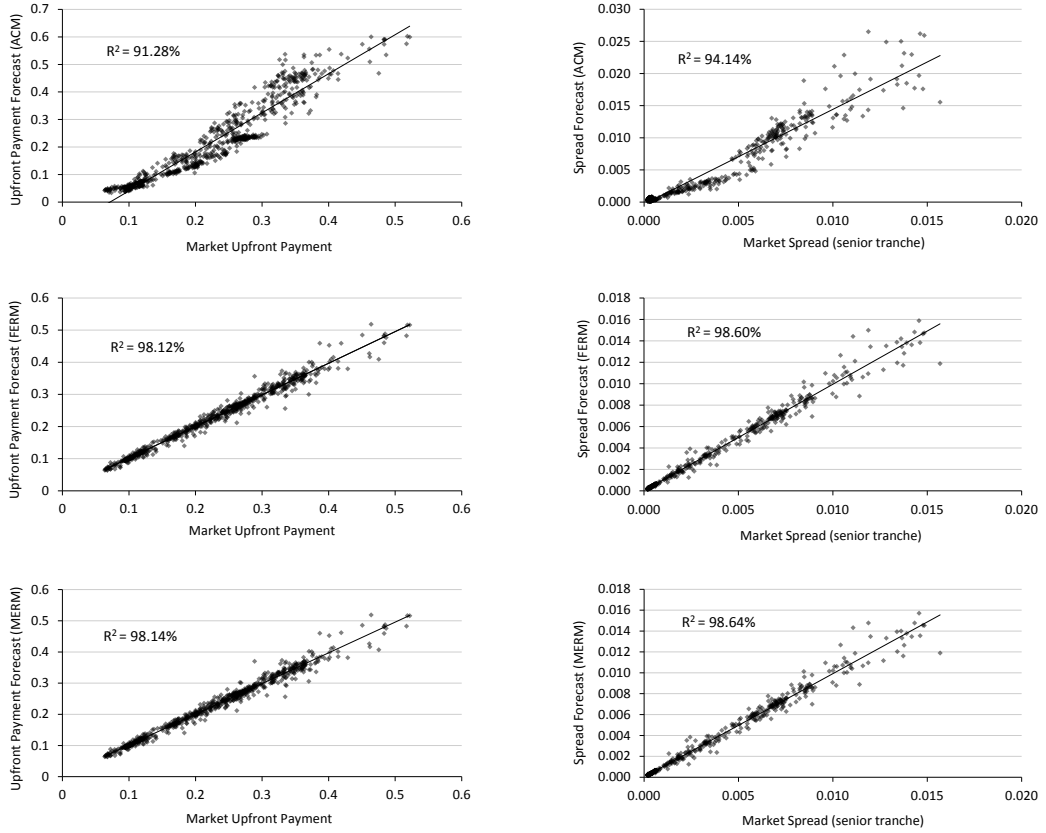 Upfront Payment Forecast (ACM)
0.7
0.6
0.5
0.4
0.3
0.2
0.1
0
R² = 91.28%
0 0.1 0.2 0.3 0.4 0.5 0.6
Market Upfront Payment
Spread Forecast (ACM)
0.030
0.025
0.020
0.015
0.010
0.005
0.000
R² = 94.14%
0.000 0.005 0.010 0.015 0.020
Market Spread (senior tranche)
Upfront Payment Forecast (FERM)
0.6
0.5
0.4
0.3
0.2
0.1
0
R² = 98.12%
0 0.1 0.2 0.3 0.4 0.5 0.6
Market Upfront Payment
Spread Forecast (FERM)
0.018
0.016
0.014
0.012
0.010
0.008
0.006
0.004
0.002
0.000
R² = 98.60%
0.000 0.005 0.010 0.015 0.020
Market Spread (senior tranche)
Upfront Payment Forecast (MERM)
0.6
0.5
0.4
0.3
0.2
0.1
0
R² = 98.14%
0 0.1 0.2 0.3 0.4 0.5 0.6
Market Upfront Payment
Spread Forecast (MERM)
0.018
0.016
0.014
0.012
0.010
0.008
0.006
0.004
0.002
0.000
R² = 98.64%
0.000 0.005 0.010 0.015 0.020
Market Spread (senior tranche)